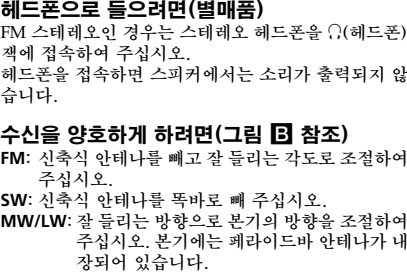 헤드폰으로 들으려면(별매품)
FM 스테레오인 경우는 스테레오 헤드폰을 🎧(헤드폰)
잭에 접속하여 주십시오.
헤드폰을 접속하면 스피커에서는 소리가 출력되지 않
습니다.
수신을 양호하게 하려면(그림 B 참조)
FM: 신축식 안테나를 빼고 잘 들리는 각도로 조절하여
주십시오.
SW: 신축식 안테나를 똑바로 빼 주십시오.
MW/LW: 잘 들리는 방향으로 본기의 방향을 조절하여
주십시오. 본기에는 페라이드바 안테나가 내
장되어 있습니다.